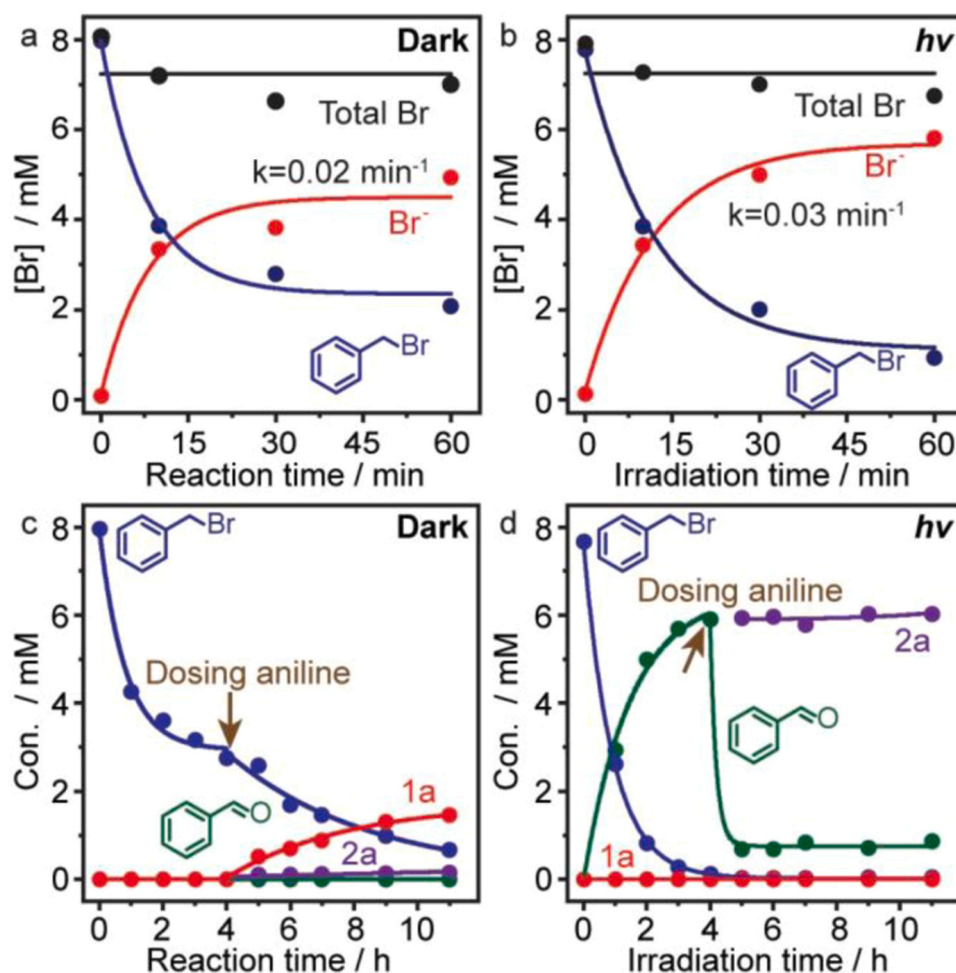 a
Dark
8
6
4
2
0
[Br] / mM
Total Br
k=0.02 min⁻¹
Br⁻
Br
0 15 30 45 60
Reaction time / min
b
hv
8
6
4
2
0
[Br] / mM
Total Br
Br⁻
k=0.03 min⁻¹
Br
0 15 30 45 60
Irradiation time / min
c
Br
Dark
8
6
4
2
0
Con. / mM
Dosing aniline
O
1a
2a
0 2 4 6 8 10
Reaction time / h
d
Br
hv
8
6
4
2
0
Con. / mM
Dosing aniline
2a
O
1a
0 2 4 6 8 10
Irradiation time / h